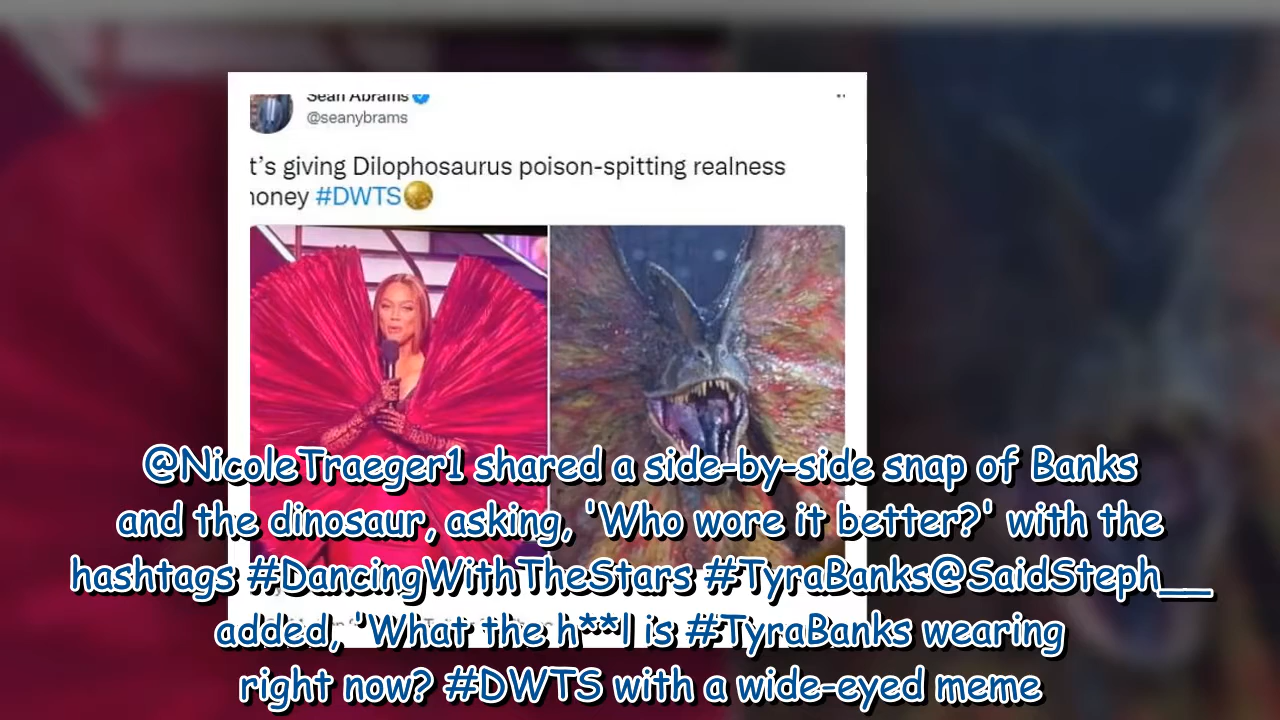 Sean Abrams
@seanybrams
t's giving Dilophosaurus poison-spitting realness
oney #DWTS
@NicoleTraeger1 shared a side-by-side snap of Banks
and the dinosaur, asking, 'Who wore it better?' with the
hashtags #DancingWithTheStars #TyraBanks@SaidSteph__
added, 'What the h**l is #TyraBanks wearing
right now? #DWTS with a wide-eyed meme